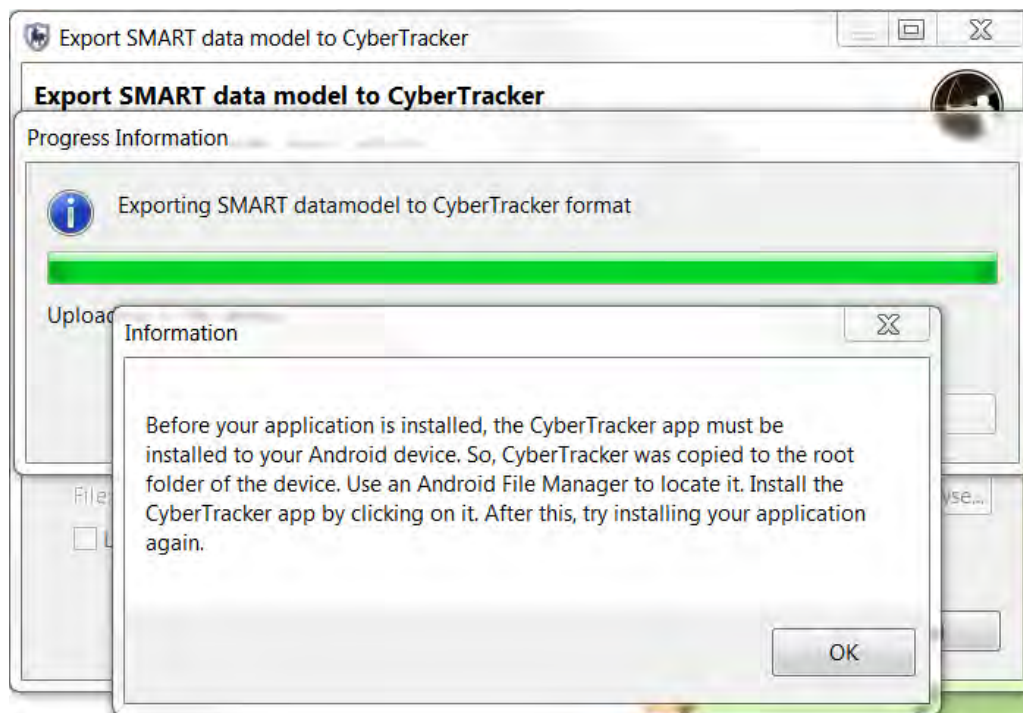 Export SMART data model to CyberTracker
Export SMART data model to CyberTracker
Progress Information
Exporting SMART datamodel to CyberTracker format
Information
Before your application is installed, the CyberTracker app must be
installed to your Android device. So, CyberTracker was copied to the root
folder of the device. Use an Android File Manager to locate it. Install the
CyberTracker app by clicking on it. After this, try installing your application
again.
OK